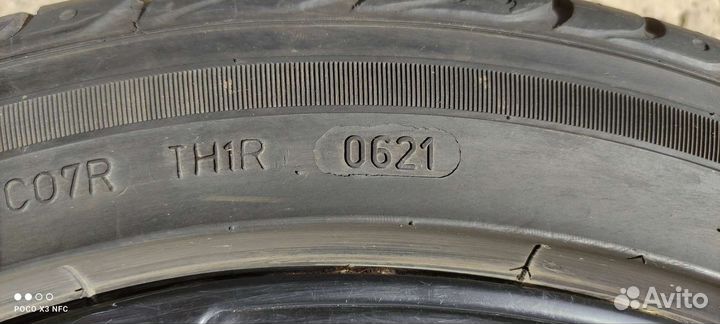 C07R TH1R 0621
POCO X3 NFC
Avito